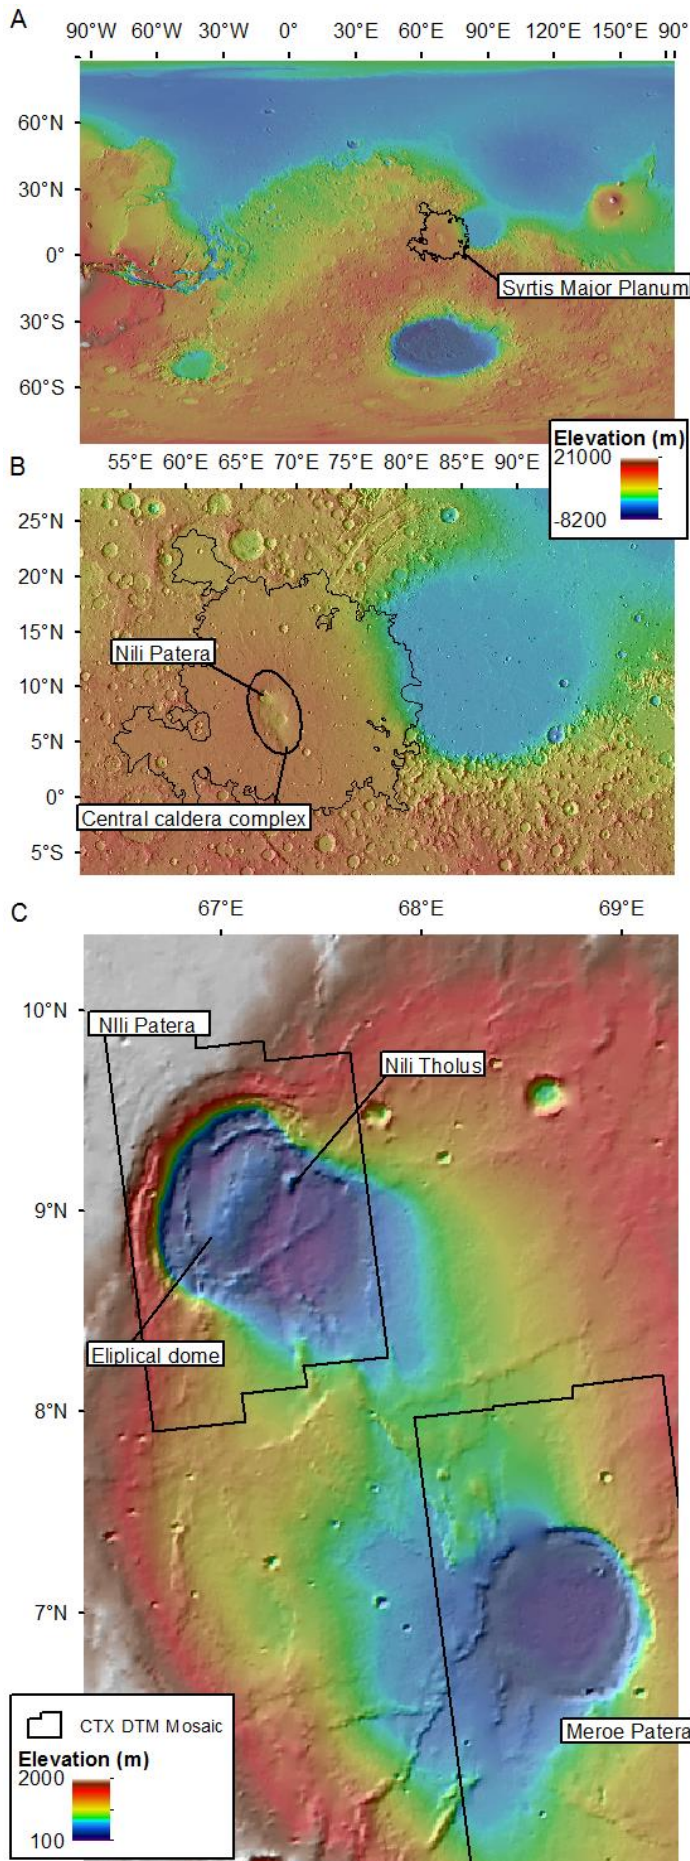 A
90°W 60°W 30°W 0° 30°E 60°E 90°E 120°E 150°E 90°
60°N
30°N
0°
Syrtis Major Planum
30°S
60°S
Elevation (m)
21000
-8200
B
55°E 60°E 65°E 70°E 75°E 80°E 85°E 90°E
25°N
20°N
15°N
Nili Patera
10°N
5°N
0°
Central caldera complex
5°S
C
67°E 68°E 69°E
10°N
NIli Patera
Nili Tholus
9°N
Eliplical dome
8°N
7°N
CTX DTM Mosaic
Elevation (m)
2000
100
Meroe Patera